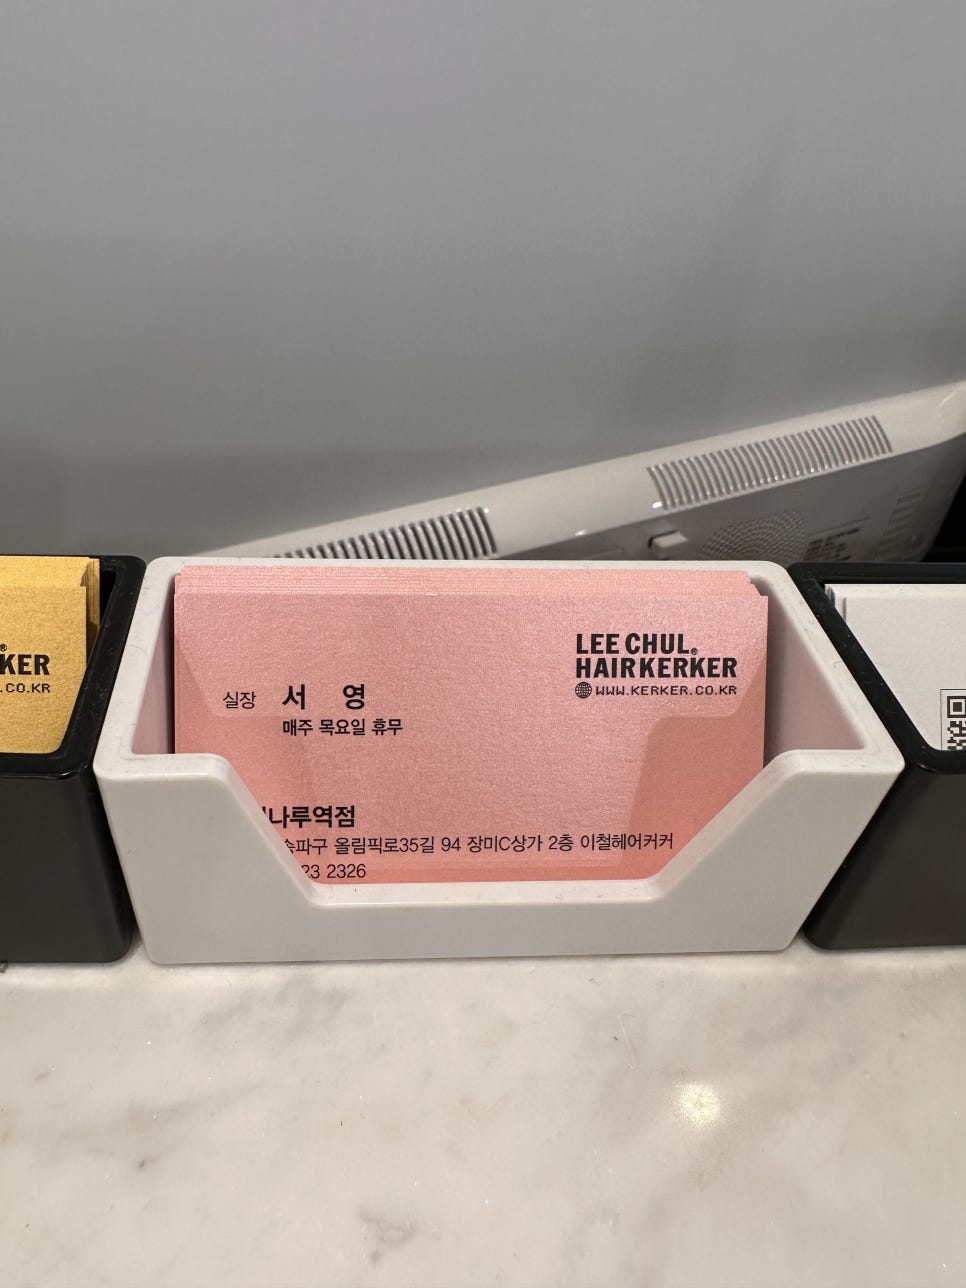 KER
.CO.KR
LEE CHUL®
HAIRKERKER
WWW.KERKER.CO.KR
실장 서 영
매주 목요일 휴무
나루역점
송파구 올림픽로35길 94 장미C상가 2층 이철헤어커커
23 2326